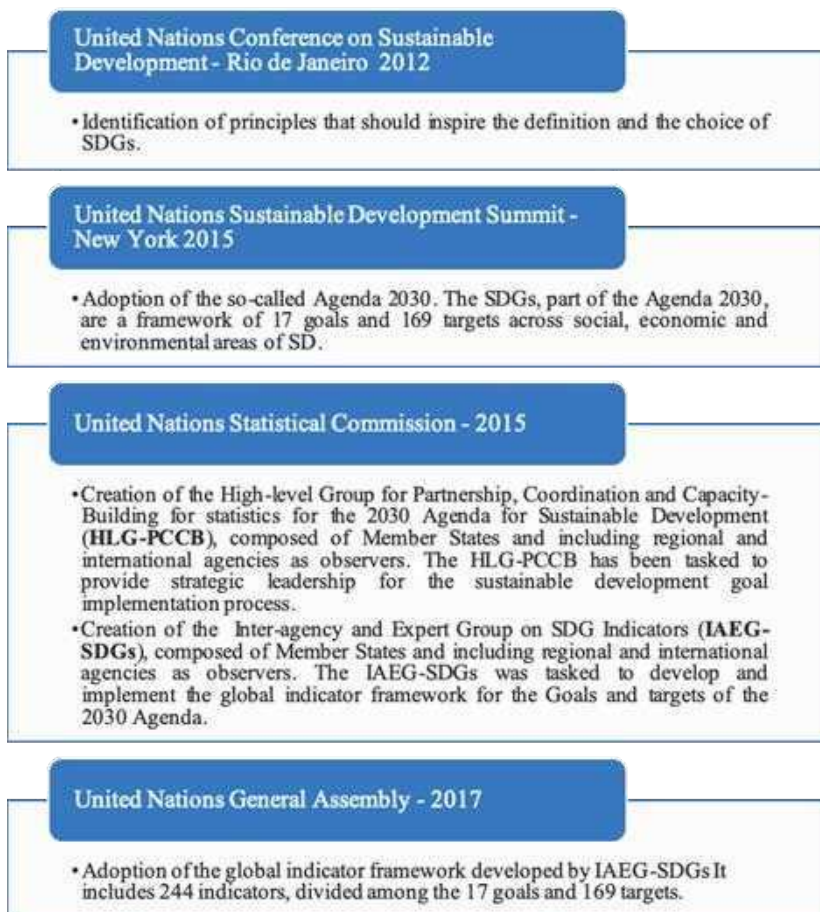 United Nations Conference on Sustainable
Development - Rio de Janeiro 2012
•Identification of principles that should inspire the definition and the choice of
SDGs.
United Nations Sustainable Development Summit -
New York 2015
•Adoption of the so-called Agenda 2030. The SDGs, part of the Agenda 2030,
are a framework of 17 goals and 169 targets across social, economic and
environmental areas of SD.
United Nations Statistical Commission - 2015
•Creation of the High-level Group for Partnership, Coordination and Capacity-
Building for statistics for the 2030 Agenda for Sustainable Development
(HLG-PCCB), composed of Member States and including regional and
international agencies as observers. The HLG-PCCB has been tasked to
provide strategic leadership for the sustainable development goal
implementation process.
•Creation of the Inter-agency and Expert Group on SDG Indicators (IAEG-
SDGs), composed of Member States and including regional and international
agencies as observers. The IAEG-SDGs was tasked to develop and
implement the global indicator framework for the Goals and targets of the
2030 Agenda.
United Nations General Assembly - 2017
•Adoption of the global indicator framework developed by IAEG-SDGs It
includes 244 indicators, divided among the 17 goals and 169 targets.